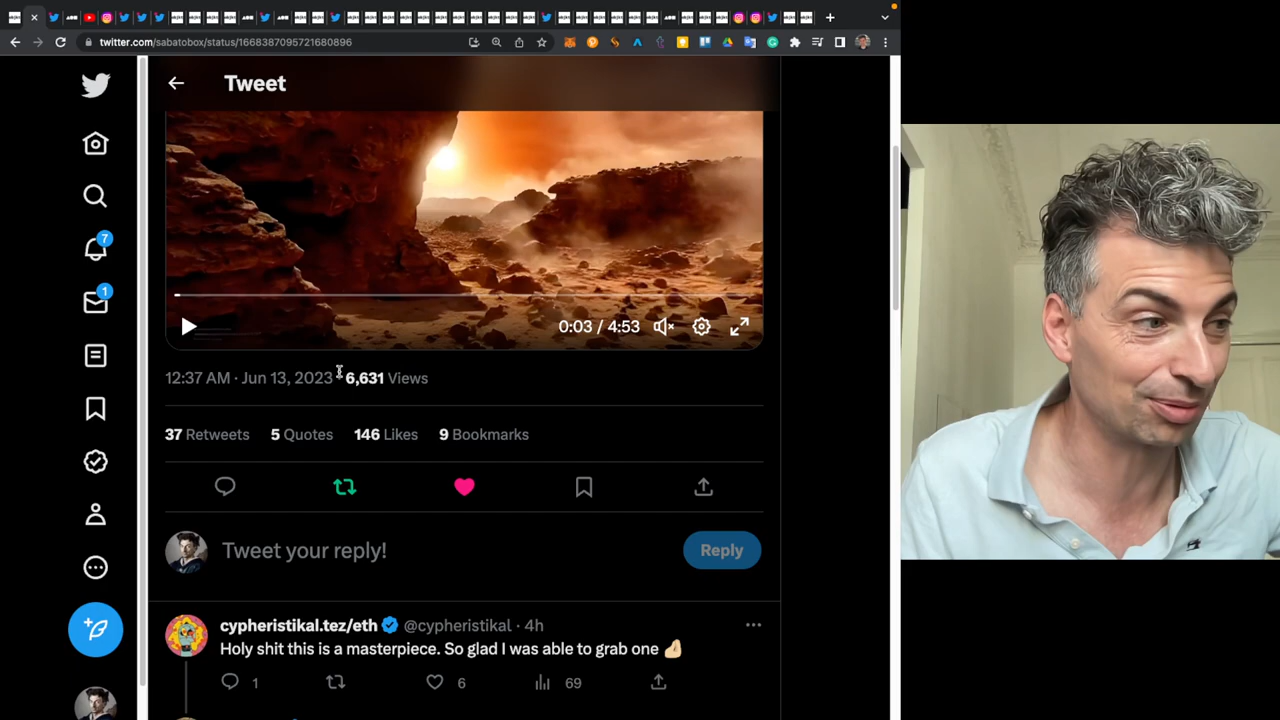 twitter.com/sabatobox/status/1668387095721680896
Tweet
0:03 / 4:53
12:37 AM · Jun 13, 2023
6,631 Views
37 Retweets
5 Quotes
146 Likes
9 Bookmarks
7
1
Tweet your reply!
Reply
cypheristikal.tez/eth @cypheristikal · 4h
Holy shit this is a masterpiece. So glad I was able to grab one
1
6
69